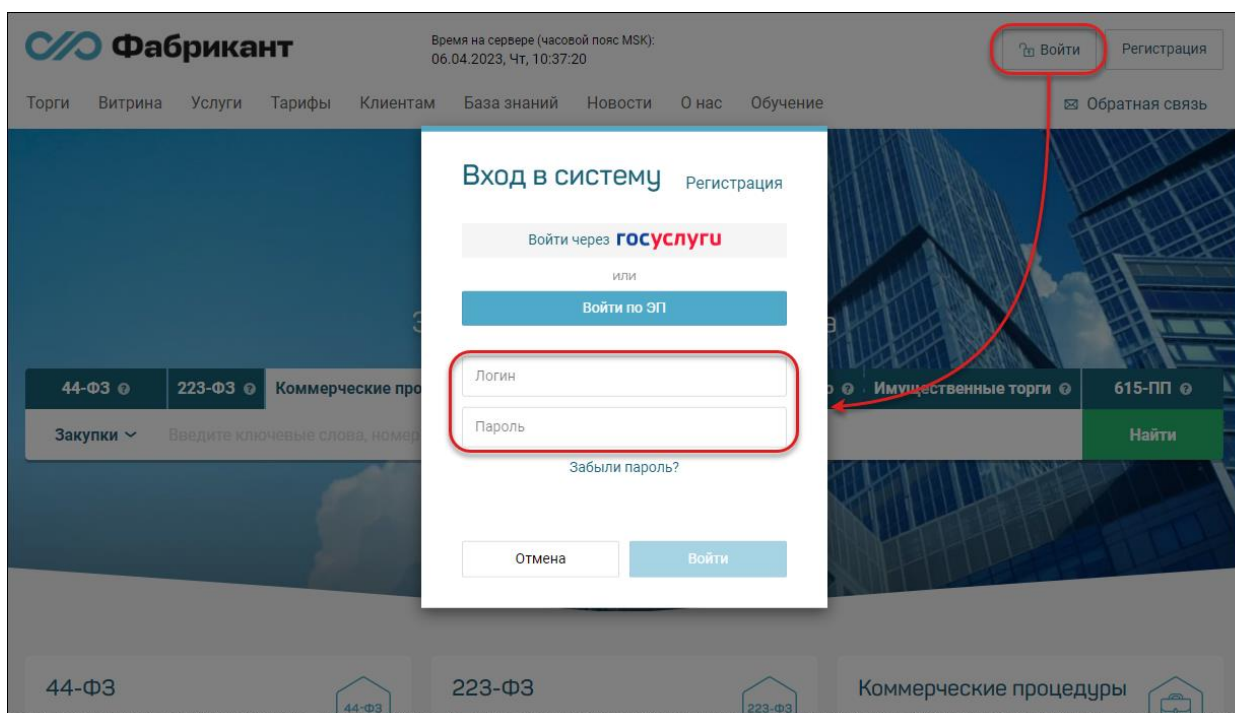 Фабрикант
Время на сервере (часовой пояс MSK):
06.04.2023, Чт, 10:37:20
Войти
Регистрация
Торги Витрина Услуги Тарифы Клиентам База знаний Новости О нас Обучение
Обратная связь
Вход в систему Регистрация
Войти через госуслуги
или
Войти по ЭП
Логин
Пароль
Забыли пароль?
Отмена Войти
44-ФЗ 223-ФЗ Коммерческие про
Имущественные торги 615-ПП
Закупки Введите ключевые слова, номер
Найти
44-ФЗ
44-ФЗ
223-ФЗ
223-ФЗ
Коммерческие процедуры